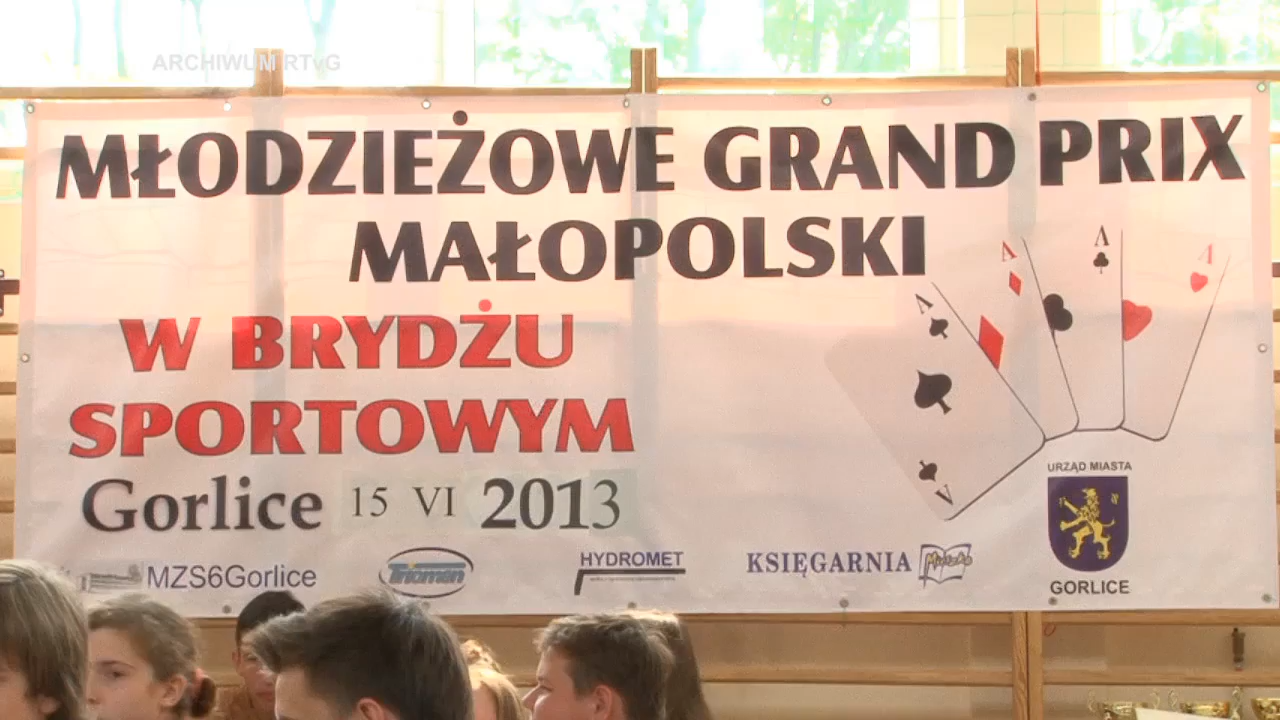 ARCHIWUM RTvG
MŁODZIEŻOWE GRAND PRIX
MAŁOPOLSKI
W BRYDŻU
SPORTOWYM
Gorlice 15 VI 2013
A
A
A
A
A
URZĄD MIASTA
GORLICE
MZS6Gorlice
HYDROMET
KSIĘGARNIA